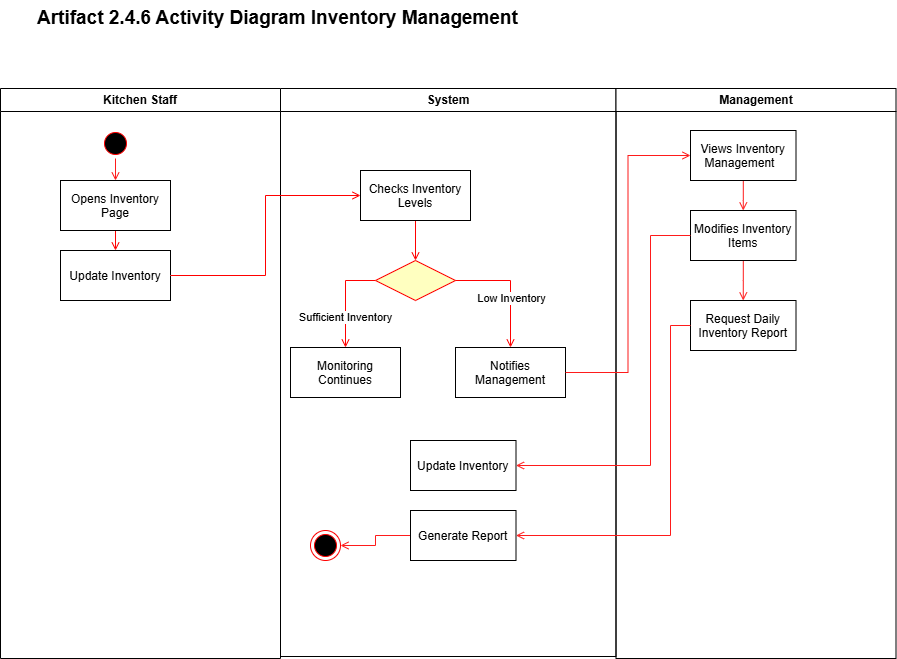 Artifact 2.4.6 Activity Diagram Inventory Management
Kitchen Staff
System
Management
Opens Inventory
Page
Update Inventory
Checks Inventory
Levels
Sufficient Inventory
Low Inventory
Monitoring
Continues
Notifies
Management
Views Inventory
Management
Modifies Inventory
Items
Request Daily
Inventory Report
Update Inventory
Generate Report